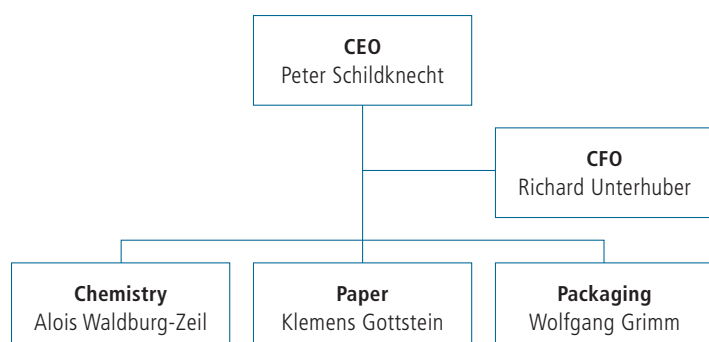 CEO
Peter Schildknecht
CFO
Richard Unterhuber
Chemistry
Alois Waldburg-Zeil
Paper
Klemens Gottstein
Packaging
Wolfgang Grimm